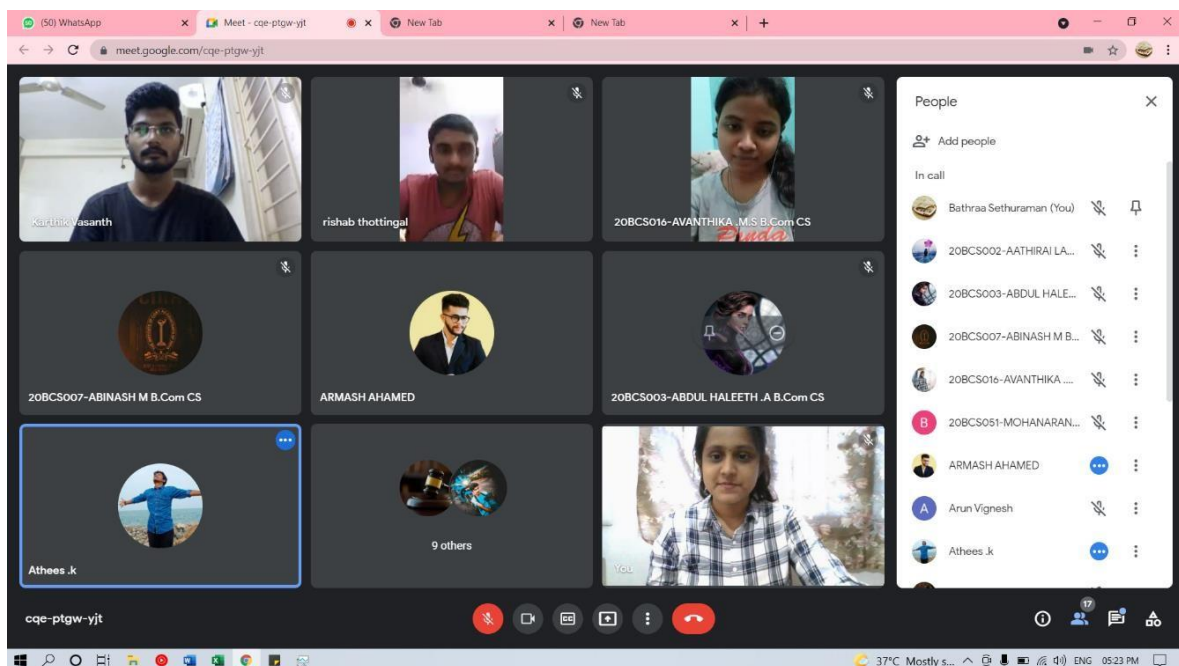 (50) WhatsApp
Meet - cqe-ptgw-yjt
New Tab
New Tab
meet.google.com/cqe-ptgw-yjt
Karthik Vasanth
rishab thottingal
20BCS016-AVANTHIKA .M.S B.Com CS
Panda
20BCS007-ABINASH M B.Com CS
ARMASH AHAMED
20BCS003-ABDUL HALEETH .A B.Com CS
Athees .k
9 others
You
People
Add people
In call
Bathraa Sethuraman (You)
20BCS002-AATHIRAI LA...
20BCS003-ABDUL HALE...
20BCS007-ABINASH M B...
20BCS016-AVANTHIKA ....
B 20BCS051-MOHANARAN...
ARMASH AHAMED
A Arun Vignesh
Athees .k
cqe-ptgw-yjt
17
37°C Mostly s... ENG 05:23 PM